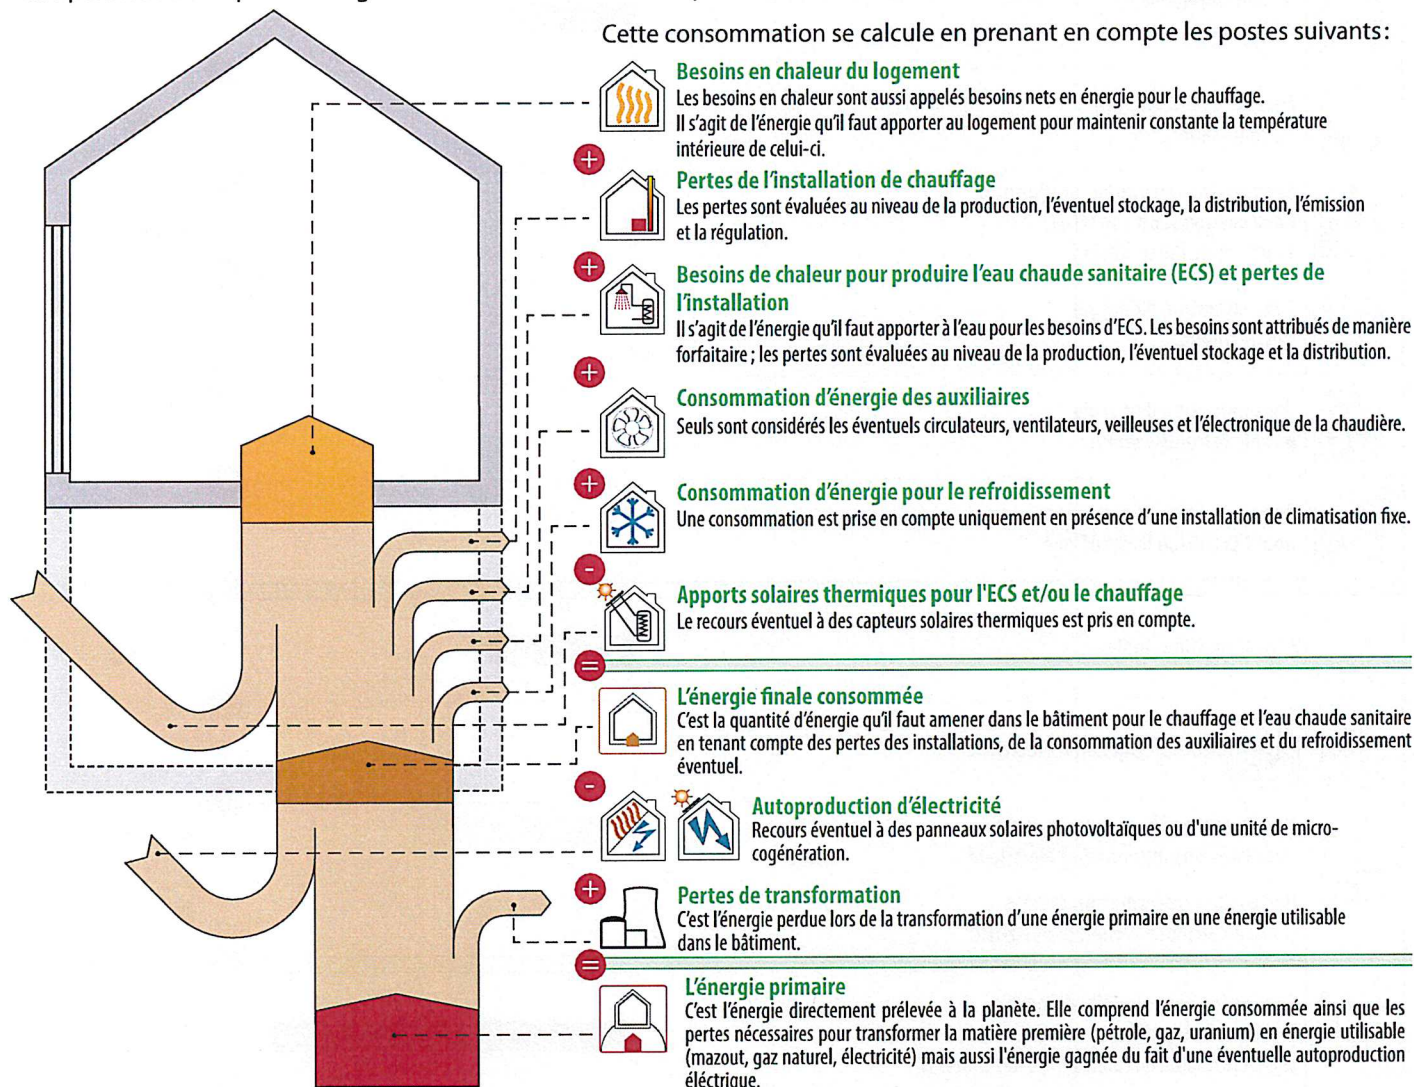 Cette consommation se calcule en prenant en compte les postes suivants:
Besoins en chaleur du logement
Les besoins en chaleur sont aussi appelés besoins nets en énergie pour le chauffage.
Il s'agit de l'énergie qu'il faut apporter au logement pour maintenir constante la température
intérieure de celui-ci.
+
Pertes de l'installation de chauffage
Les pertes sont évaluées au niveau de la production, l'éventuel stockage, la distribution, l'émission
et la régulation.
+
Besoins de chaleur pour produire l'eau chaude sanitaire (ECS) et pertes de
l'installation
Il s'agit de l'énergie qu'il faut apporter à l'eau pour les besoins d'ECS. Les besoins sont attribués de manière
forfaitaire ; les pertes sont évaluées au niveau de la production, l'éventuel stockage et la distribution.
+
Consommation d'énergie des auxiliaires
Seuls sont considérés les éventuels circulateurs, ventilateurs, veilleuses et l'électronique de la chaudière.
+
Consommation d'énergie pour le refroidissement
Une consommation est prise en compte uniquement en présence d'une installation de climatisation fixe.
-
Apports solaires thermiques pour l'ECS et/ou le chauffage
Le recours éventuel à des capteurs solaires thermiques est pris en compte.
=
L'énergie finale consommée
C'est la quantité d'énergie qu'il faut amener dans le bâtiment pour le chauffage et l'eau chaude sanitaire
en tenant compte des pertes des installations, de la consommation des auxiliaires et du refroidissement
éventuel.
-
Autoproduction d'électricité
Recours éventuel à des panneaux solaires photovoltaïques ou d'une unité de micro-
cogénération.
+
Pertes de transformation
C'est l'énergie perdue lors de la transformation d'une énergie primaire en une énergie utilisable
dans le bâtiment.
=
L'énergie primaire
C'est l'énergie directement prélevée à la planète. Elle comprend l'énergie consommée ainsi que les
pertes nécessaires pour transformer la matière première (pétrole, gaz, uranium) en énergie utilisable
(mazout, gaz naturel, électricité) mais aussi l'énergie gagnée du fait d'une éventuelle autoproduction
éléctrique.